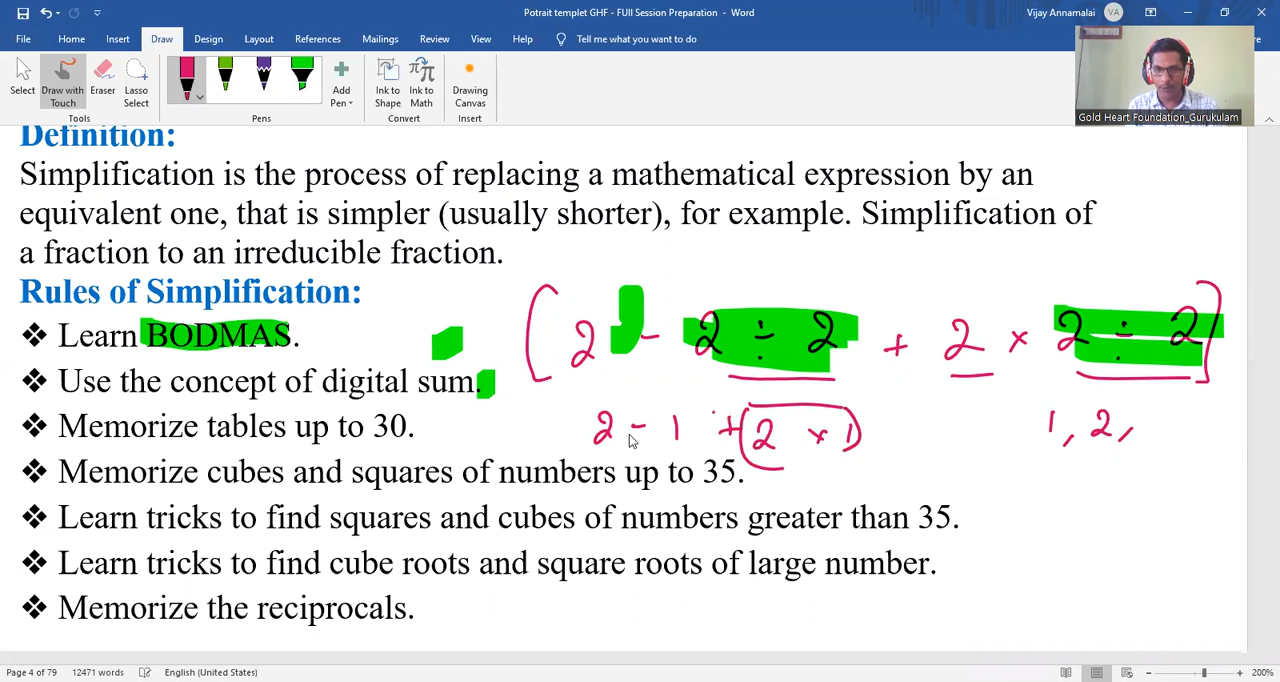 Potrait templet GHF - FUll Session Preparation - Word
Vijay Annamalai VA
File Home Insert Draw Design Layout References Mailings Review View Help Tell me what you want to do
Select
Draw with Touch
Eraser
Lasso Select
Add Pen
Ink to Shape
Ink to Math
Drawing Canvas
Tools Pens Convert Insert
Gold Heart Foundation_Gurukulam
Definition:
Simplification is the process of replacing a mathematical expression by an
equivalent one, that is simpler (usually shorter), for example. Simplification of
a fraction to an irreducible fraction.
Rules of Simplification:
❖ Learn BODMAS.
[2 - 2 ÷ 2 + 2 × 2 ÷ 2]
❖ Use the concept of digital sum.
❖ Memorize tables up to 30.
2 - 1 + (2 × 1)
1, 2,
❖ Memorize cubes and squares of numbers up to 35.
❖ Learn tricks to find squares and cubes of numbers greater than 35.
❖ Learn tricks to find cube roots and square roots of large number.
❖ Memorize the reciprocals.
Page 4 of 79 12471 words English (United States) 200%